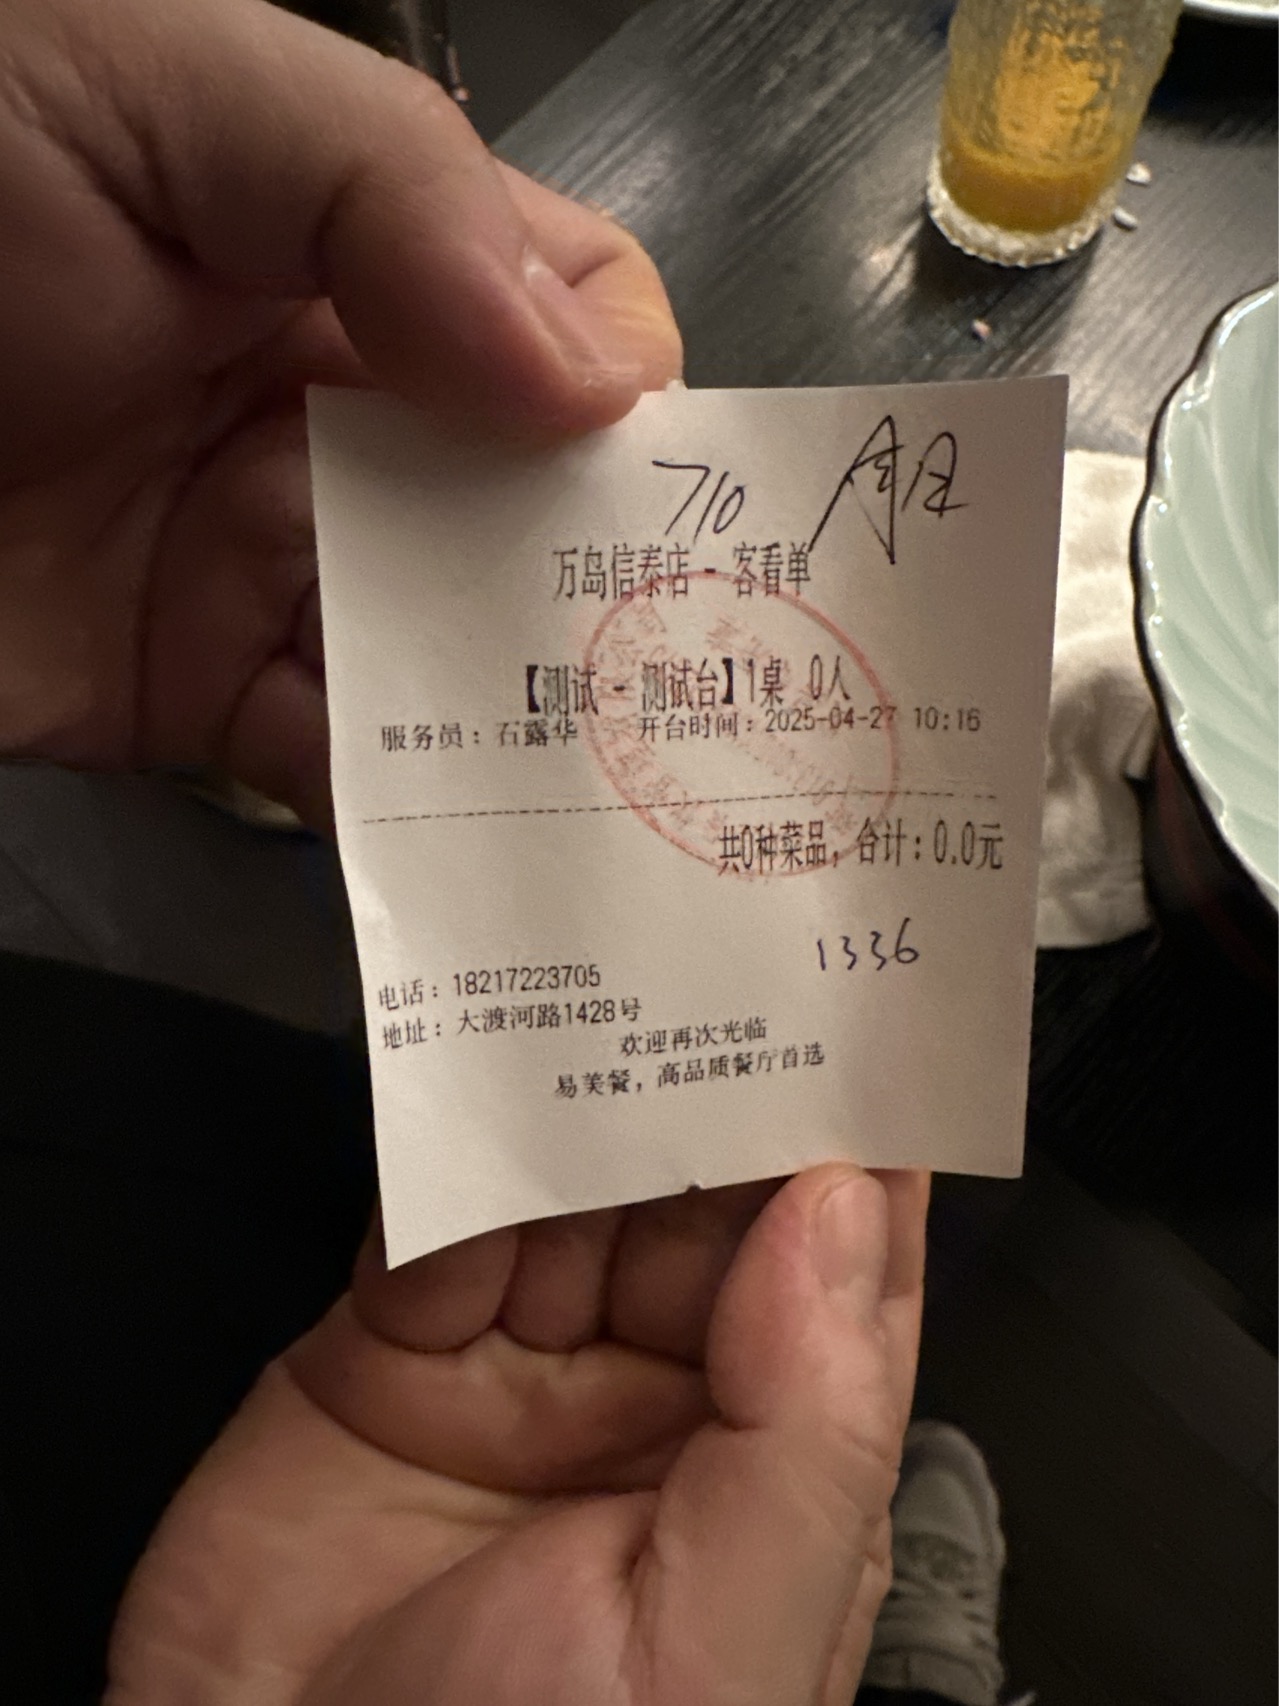 710
万岛信泰店 - 客看单
【测试 - 测试台】1桌 0人
服务员：石露华 开台时间：2025-04-27 10:16
共0种菜品，合计：0.0元
1336
电话：18217223705
地址：大渡河路1428号
欢迎再次光临
易美餐，高品质餐厅首选